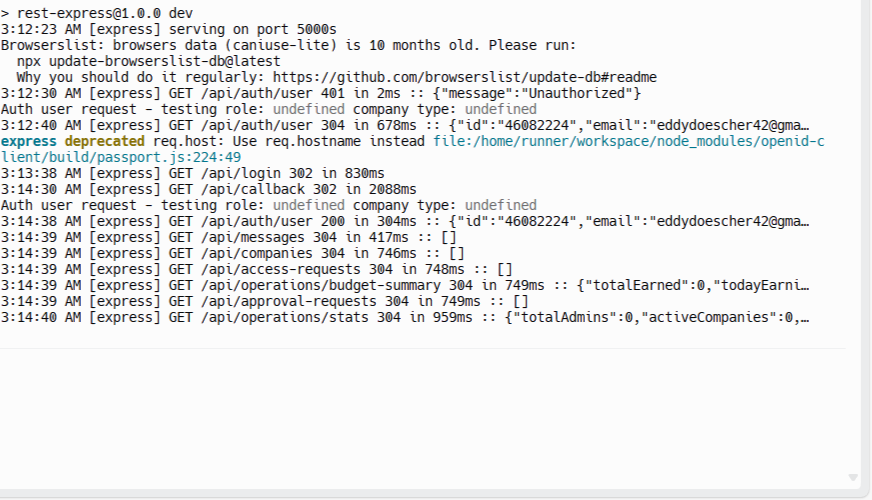 > rest-express@1.0.0 dev
3:12:23 AM [express] serving on port 5000s
Browserslist: browsers data (caniuse-lite) is 10 months old. Please run:
  npx update-browserslist-db@latest
  Why you should do it regularly: https://github.com/browserslist/update-db#readme
3:12:30 AM [express] GET /api/auth/user 401 in 2ms :: {"message":"Unauthorized"}
Auth user request - testing role: undefined company type: undefined
3:12:40 AM [express] GET /api/auth/user 304 in 678ms :: {"id":"46082224","email":"eddydoescher42@gma…
express deprecated req.host: Use req.hostname instead file:/home/runner/workspace/node_modules/openid-c
lient/build/passport.js:224:49
3:13:38 AM [express] GET /api/login 302 in 830ms
3:14:30 AM [express] GET /api/callback 302 in 2088ms
Auth user request - testing role: undefined company type: undefined
3:14:38 AM [express] GET /api/auth/user 200 in 304ms :: {"id":"46082224","email":"eddydoescher42@gma…
3:14:39 AM [express] GET /api/messages 304 in 417ms :: []
3:14:39 AM [express] GET /api/companies 304 in 746ms :: []
3:14:39 AM [express] GET /api/access-requests 304 in 748ms :: []
3:14:39 AM [express] GET /api/operations/budget-summary 304 in 749ms :: {"totalEarned":0,"todayEarni…
3:14:39 AM [express] GET /api/approval-requests 304 in 749ms :: []
3:14:40 AM [express] GET /api/operations/stats 304 in 959ms :: {"totalAdmins":0,"activeCompanies":0,…